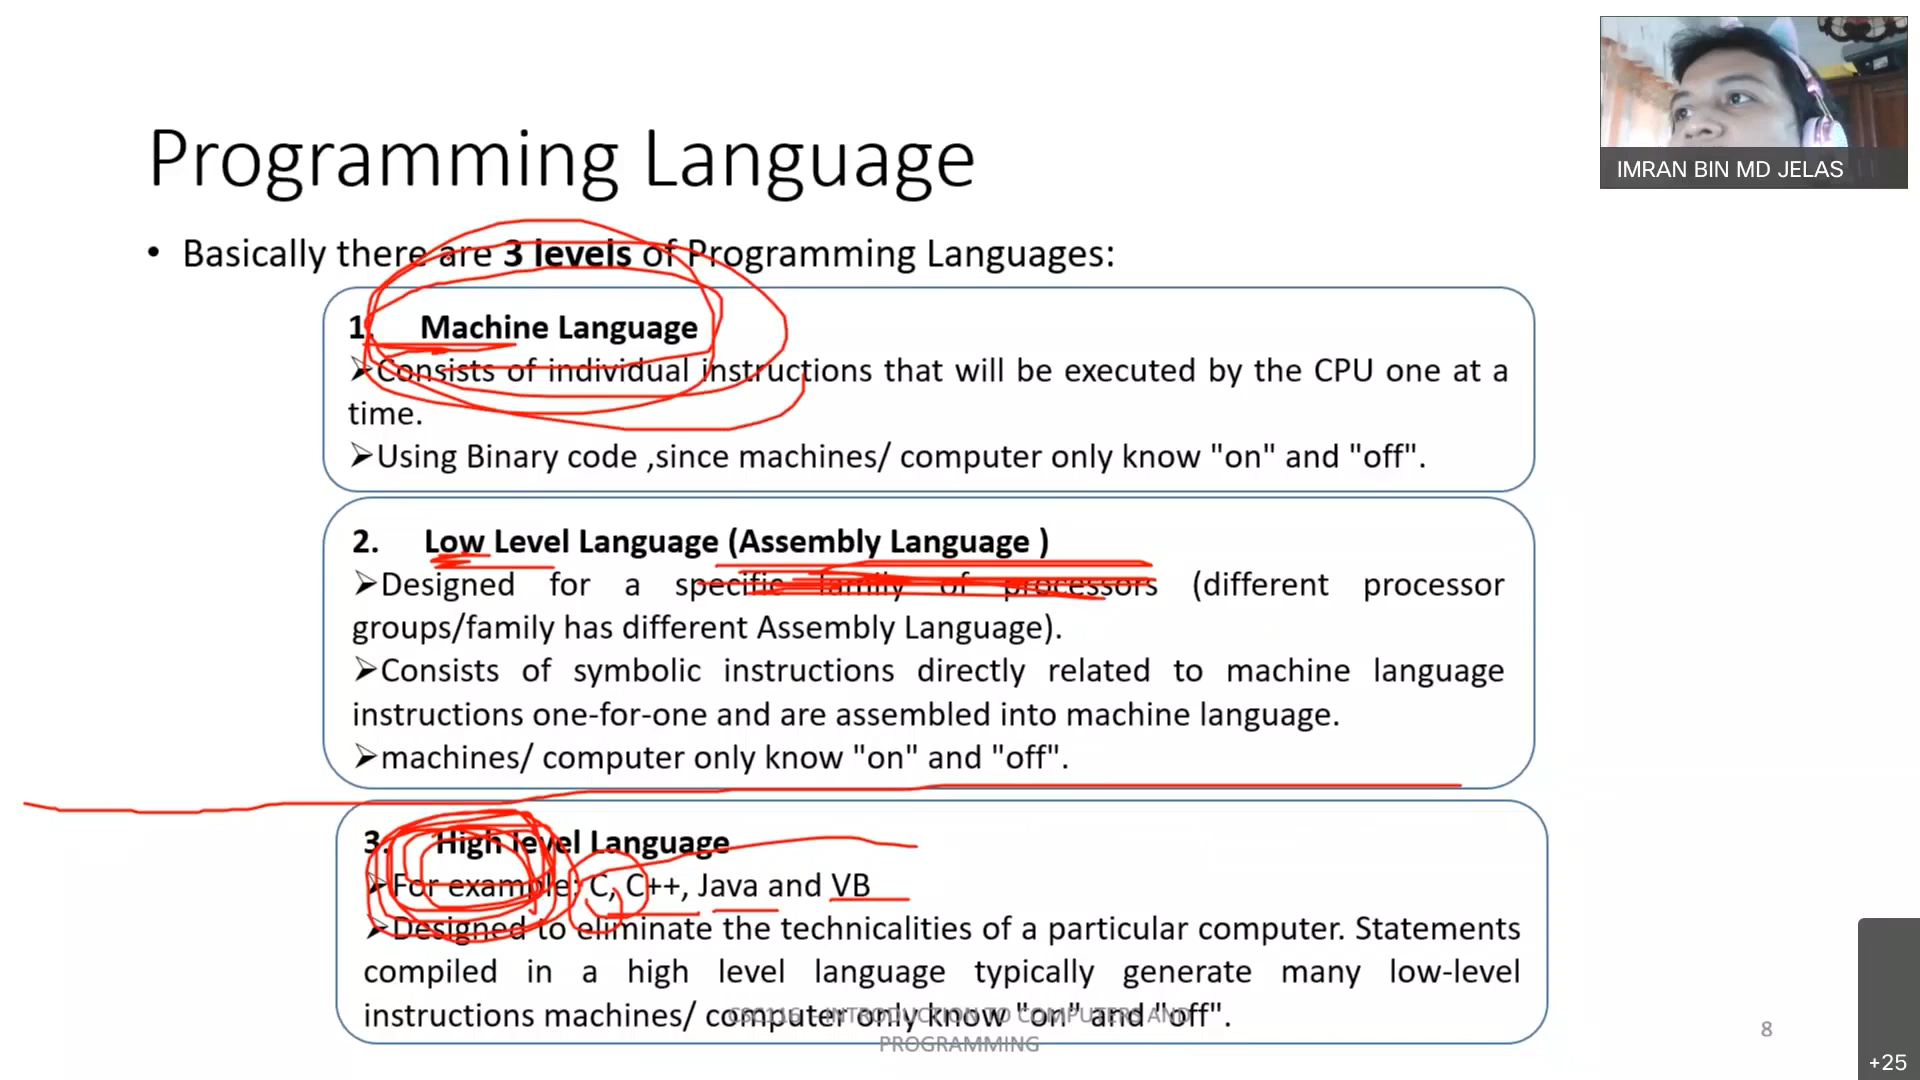 IMRAN BIN MD JELAS
Programming Language
• Basically there are 3 levels of Programming Languages:
1. Machine Language
➢Consists of individual instructions that will be executed by the CPU one at a
time.
➢Using Binary code ,since machines/ computer only know "on" and "off".
2. Low Level Language (Assembly Language )
➢Designed for a specific family of processors (different processor
groups/family has different Assembly Language).
➢Consists of symbolic instructions directly related to machine language
instructions one-for-one and are assembled into machine language.
➢machines/ computer only know "on" and "off".
3. High level Language
➢For example: C, C++, Java and VB
➢Designed to eliminate the technicalities of a particular computer. Statements
compiled in a high level language typically generate many low-level
instructions machines/ computer only know "on" and "off".
CSC116 - INTRODUCTION TO COMPUTERS AND
PROGRAMMING
8
+25